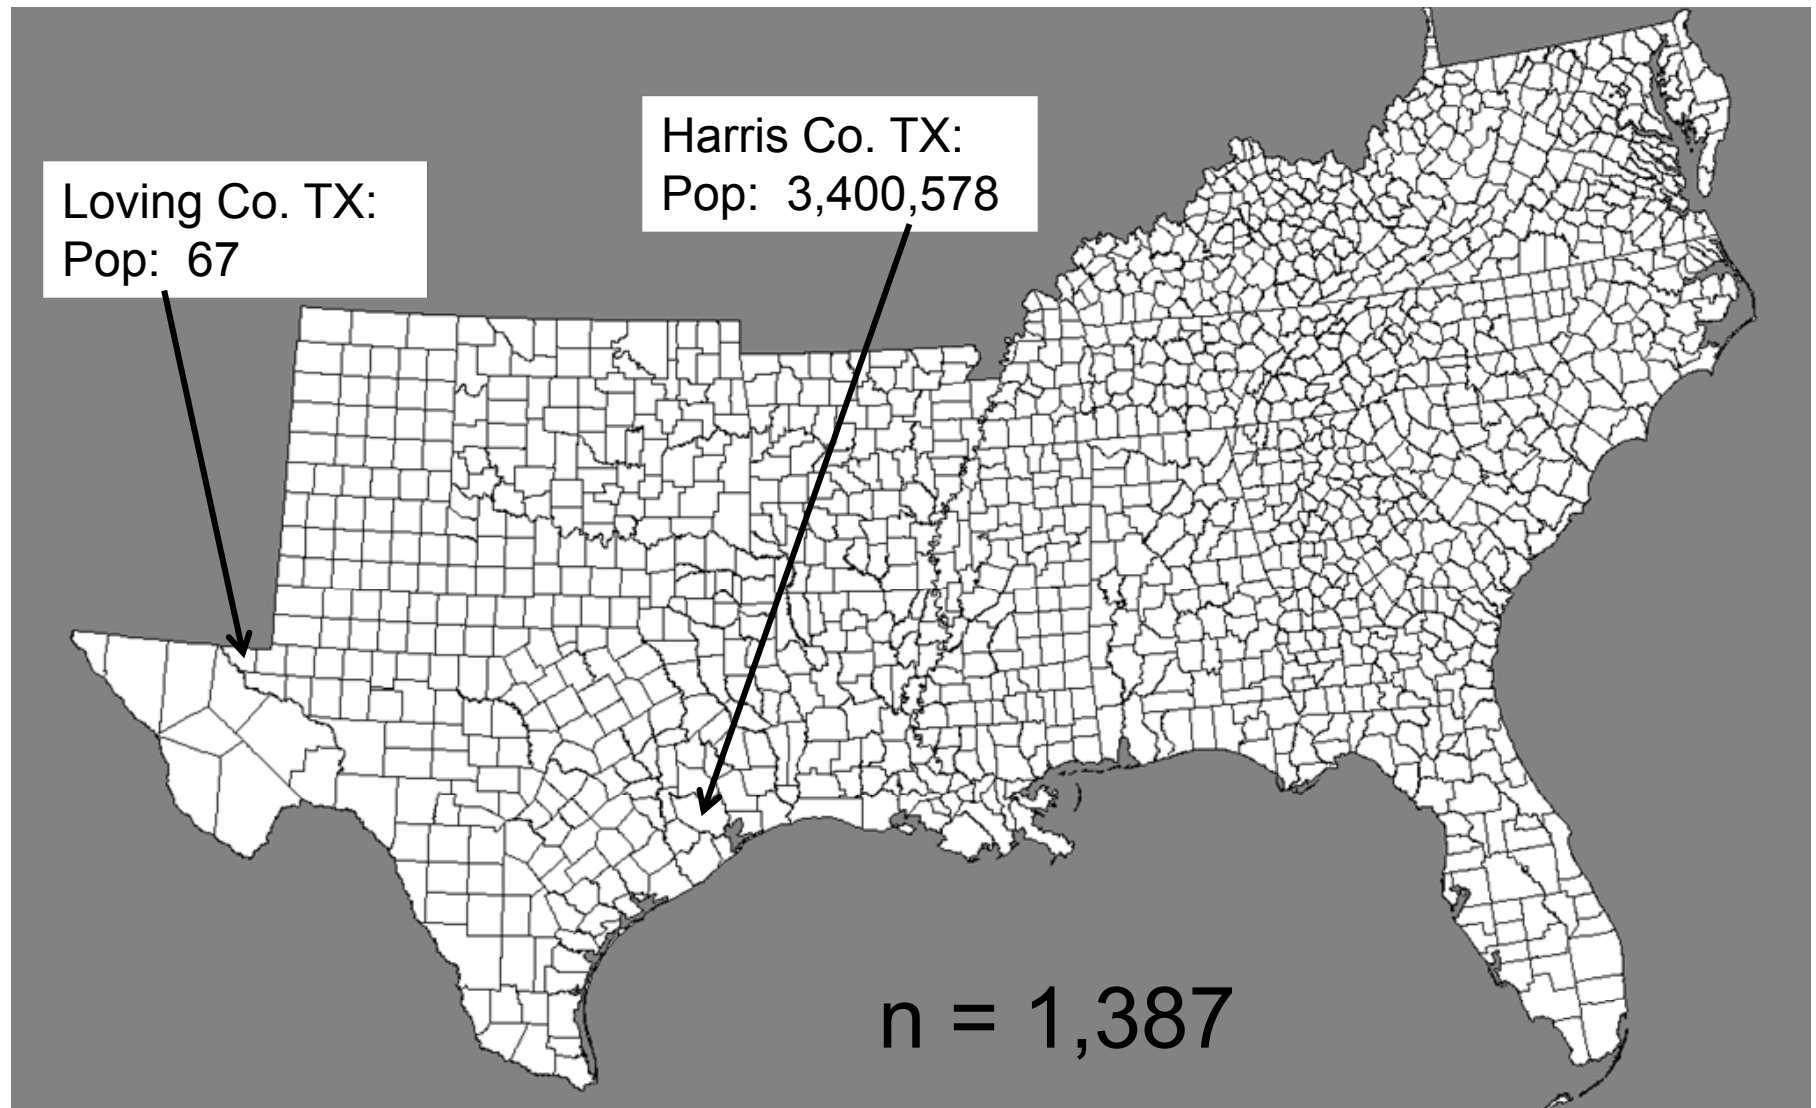 Loving Co. TX:
Pop: 67
Harris Co. TX:
Pop: 3,400,578
n = 1,387